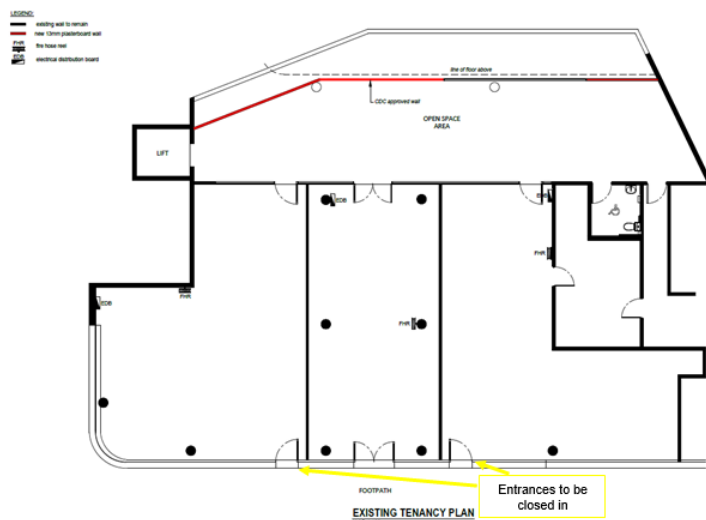 LEGEND:
existing wall to remain
new 13mm plasterboard wall
FHR
fire hose reel
EDB
electrical distribution board
line of floor above
CDC approved wall
OPEN SPACE
AREA
LIFT
EDB
EDB
FHR
FHR
EDB
FHR
FOOTPATH
Entrances to be
closed in
EXISTING TENANCY PLAN